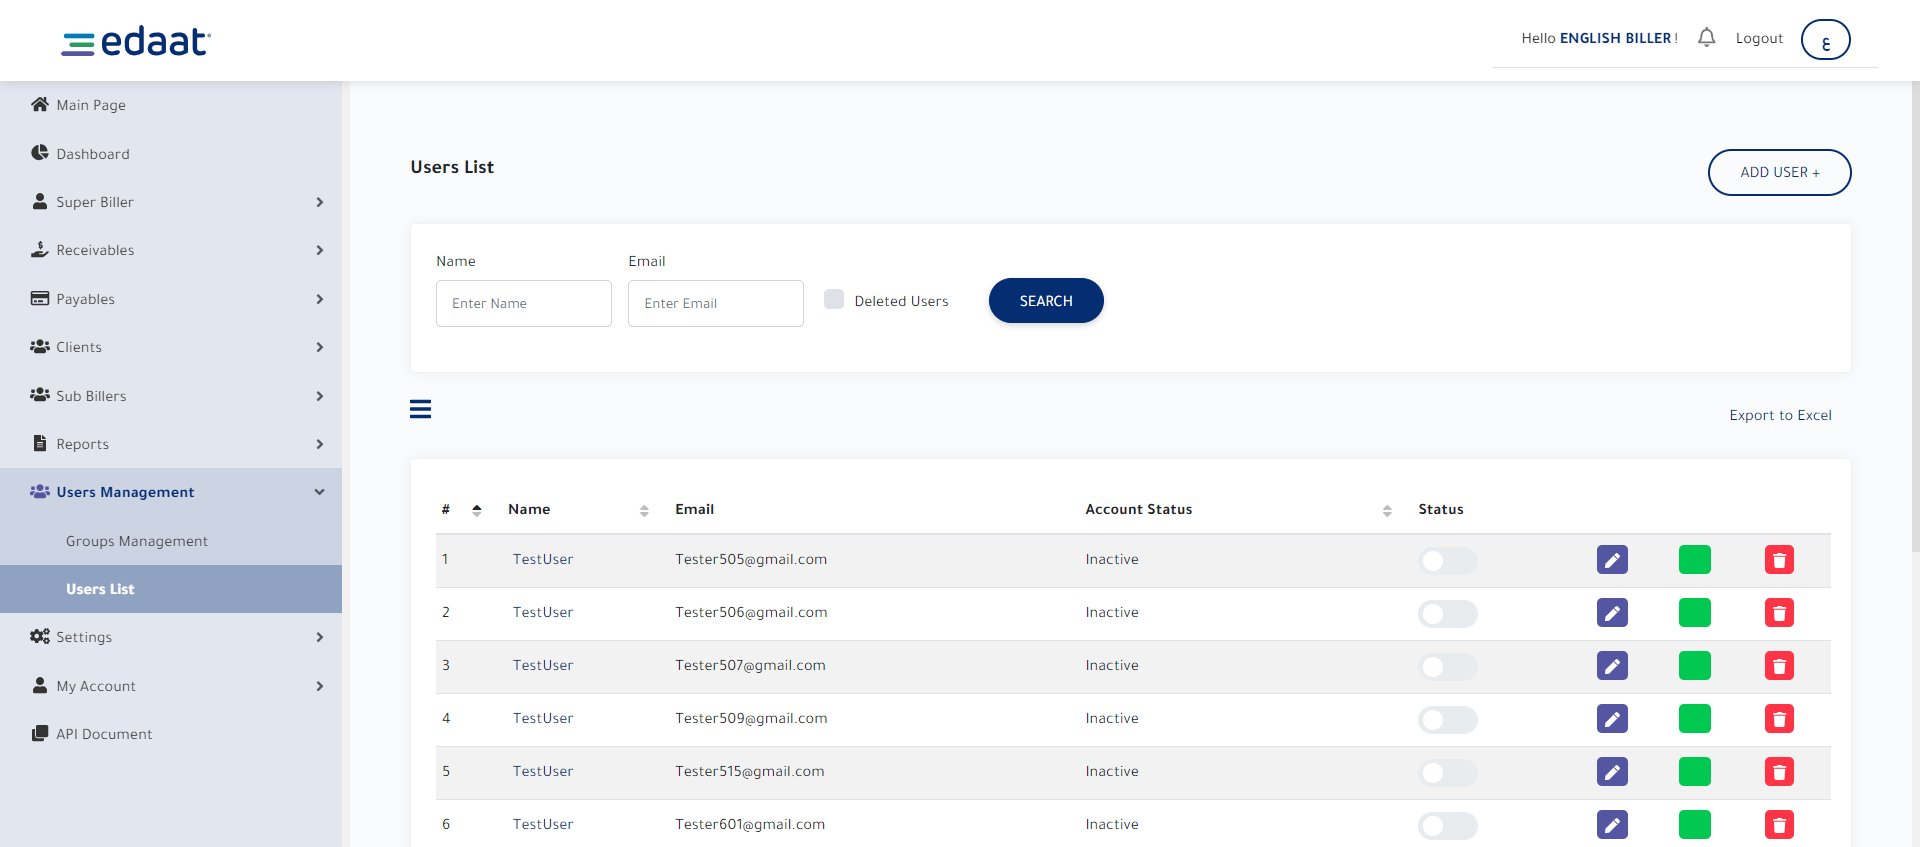 edaat
Hello ENGLISH BILLER !
Logout
ع
Main Page
Dashboard
Super Biller
Receivables
Payables
Clients
Sub Billers
Reports
Users Management
Groups Management
Users List
Settings
My Account
API Document
Users List
ADD USER +
Name
Email
Enter Name
Enter Email
Deleted Users
SEARCH
Export to Excel
# Name Email Account Status Status
1 TestUser Tester505@gmail.com Inactive
2 TestUser Tester506@gmail.com Inactive
3 TestUser Tester507@gmail.com Inactive
4 TestUser Tester509@gmail.com Inactive
5 TestUser Tester515@gmail.com Inactive
6 TestUser Tester601@gmail.com Inactive